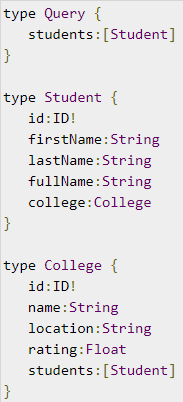 type Query {
   students:[Student]
}

type Student {
   id:ID!
   firstName:String
   lastName:String
   fullName:String
   college:College
}

type College {
   id:ID!
   name:String
   location:String
   rating:Float
   students:[Student]
}